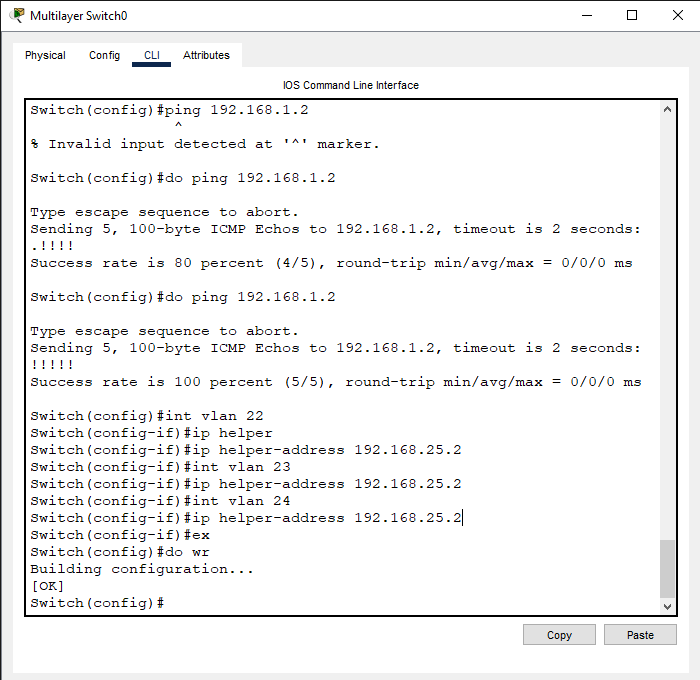 Multilayer Switch0
Physical Config CLI Attributes
IOS Command Line Interface
Switch(config)#ping 192.168.1.2
^
% Invalid input detected at '^' marker.
Switch(config)#do ping 192.168.1.2
Type escape sequence to abort.
Sending 5, 100-byte ICMP Echos to 192.168.1.2, timeout is 2 seconds:
.!!!!
Success rate is 80 percent (4/5), round-trip min/avg/max = 0/0/0 ms
Switch(config)#do ping 192.168.1.2
Type escape sequence to abort.
Sending 5, 100-byte ICMP Echos to 192.168.1.2, timeout is 2 seconds:
!!!!!
Success rate is 100 percent (5/5), round-trip min/avg/max = 0/0/0 ms
Switch(config)#int vlan 22
Switch(config-if)#ip helper
Switch(config-if)#ip helper-address 192.168.25.2
Switch(config-if)#int vlan 23
Switch(config-if)#ip helper-address 192.168.25.2
Switch(config-if)#int vlan 24
Switch(config-if)#ip helper-address 192.168.25.2
Switch(config-if)#ex
Switch(config)#do wr
Building configuration...
[OK]
Switch(config)#
Copy Paste